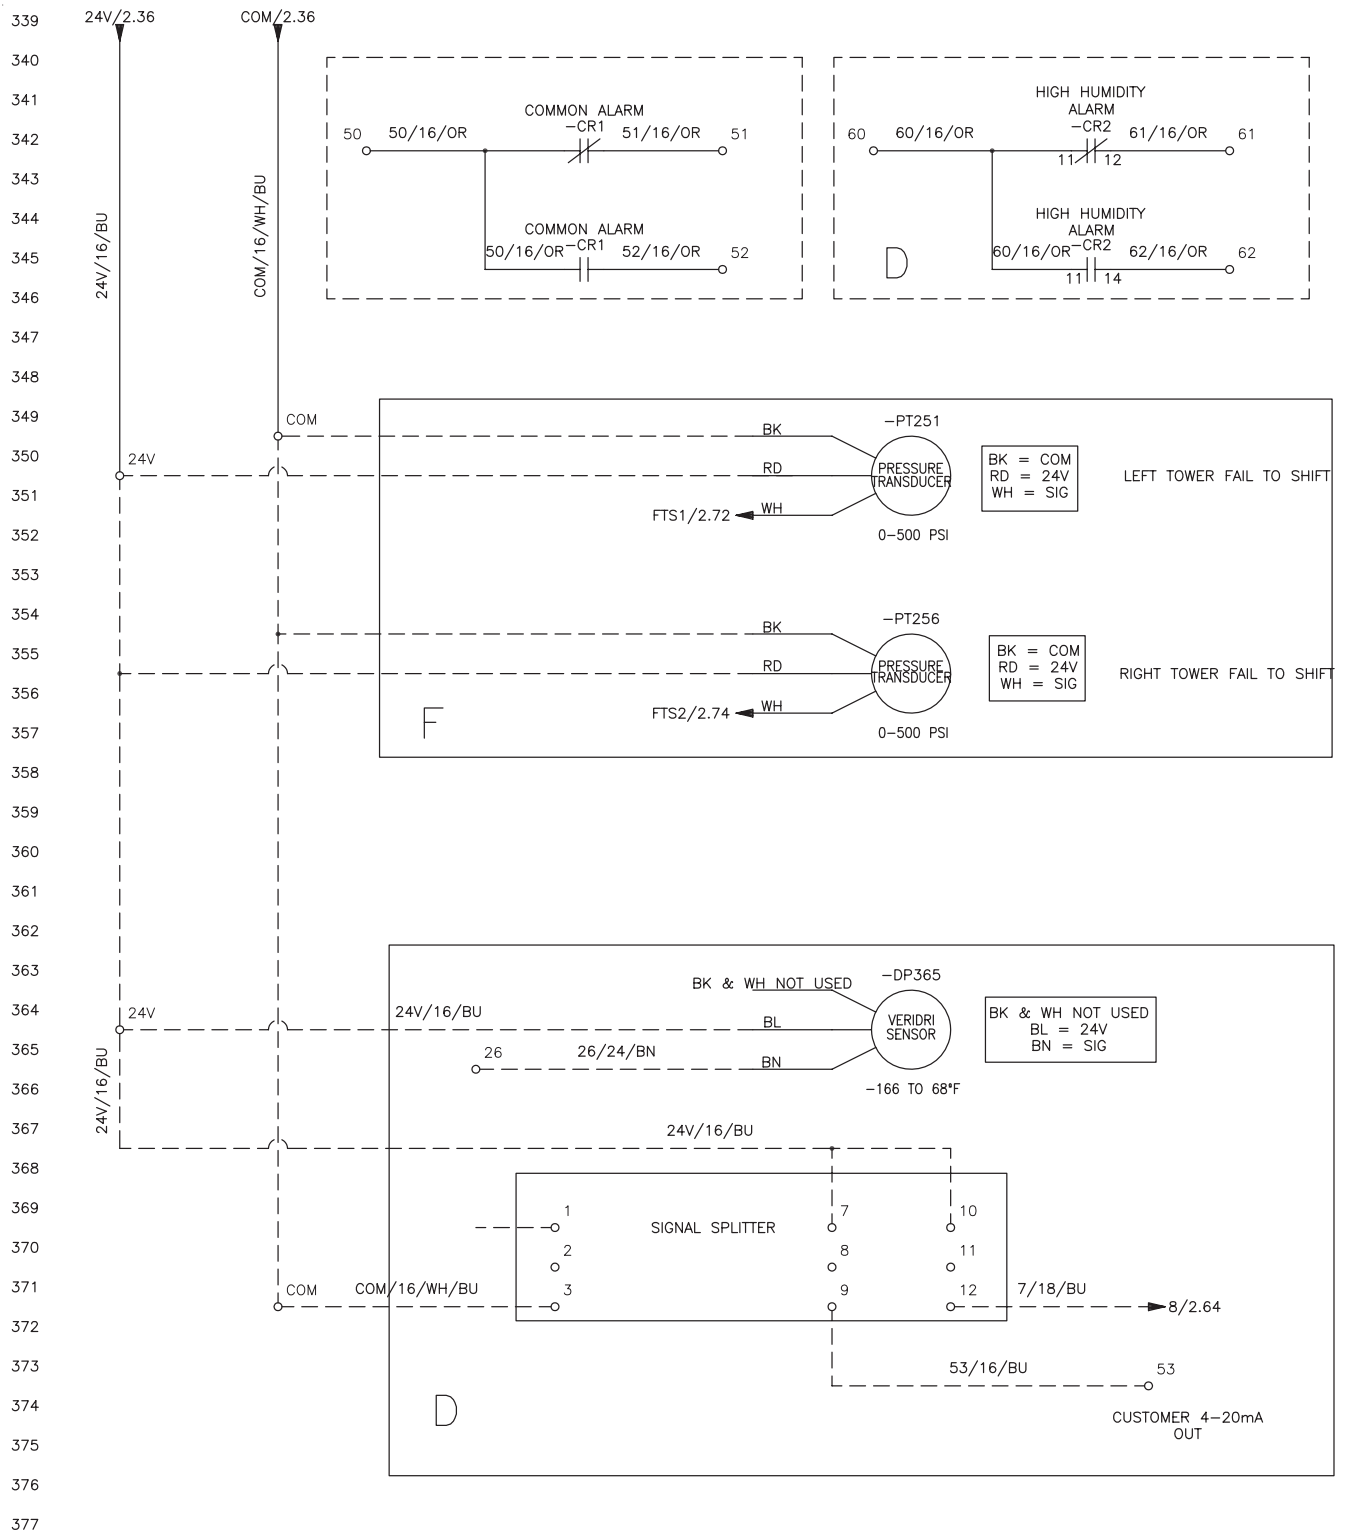 339
24V/2.36
COM/2.36
340
341
HIGH HUMIDITY
ALARM
COMMON ALARM
-CR1
-CR2
342
50
50/16/OR
51/16/OR
51
60
60/16/OR
61/16/OR
61
11
12
343
24V/16/BU
COM/16/WH/BU
344
HIGH HUMIDITY
ALARM
COMMON ALARM
-CR1
-CR2
345
50/16/OR
52/16/OR
52
60/16/OR
62/16/OR
62
D
11
14
346
347
348
349
COM
-PT251
BK
350
24V
RD
PRESSURE
TRANSDUCER
BK = COM
RD = 24V
WH = SIG
LEFT TOWER FAIL TO SHIFT
351
FTS1/2.72
WH
352
0-500 PSI
353
354
-PT256
BK
355
RD
PRESSURE
TRANSDUCER
BK = COM
RD = 24V
WH = SIG
RIGHT TOWER FAIL TO SHIFT
356
FTS2/2.74
WH
F
357
0-500 PSI
358
359
360
361
362
363
BK & WH NOT USED
-DP365
364
24V
24V/16/BU
BL
VERIDRI
SENSOR
BK & WH NOT USED
BL = 24V
BN = SIG
365
26
26/24/BN
BN
24V/16/BU
366
-166 TO 68°F
367
24V/16/BU
368
369
1
SIGNAL SPLITTER
7
10
370
2
8
11
371
COM
COM/16/WH/BU
3
9
12
7/18/BU
8/2.64
372
373
53/16/BU
53
374
D
CUSTOMER 4-20mA
OUT
375
376
377